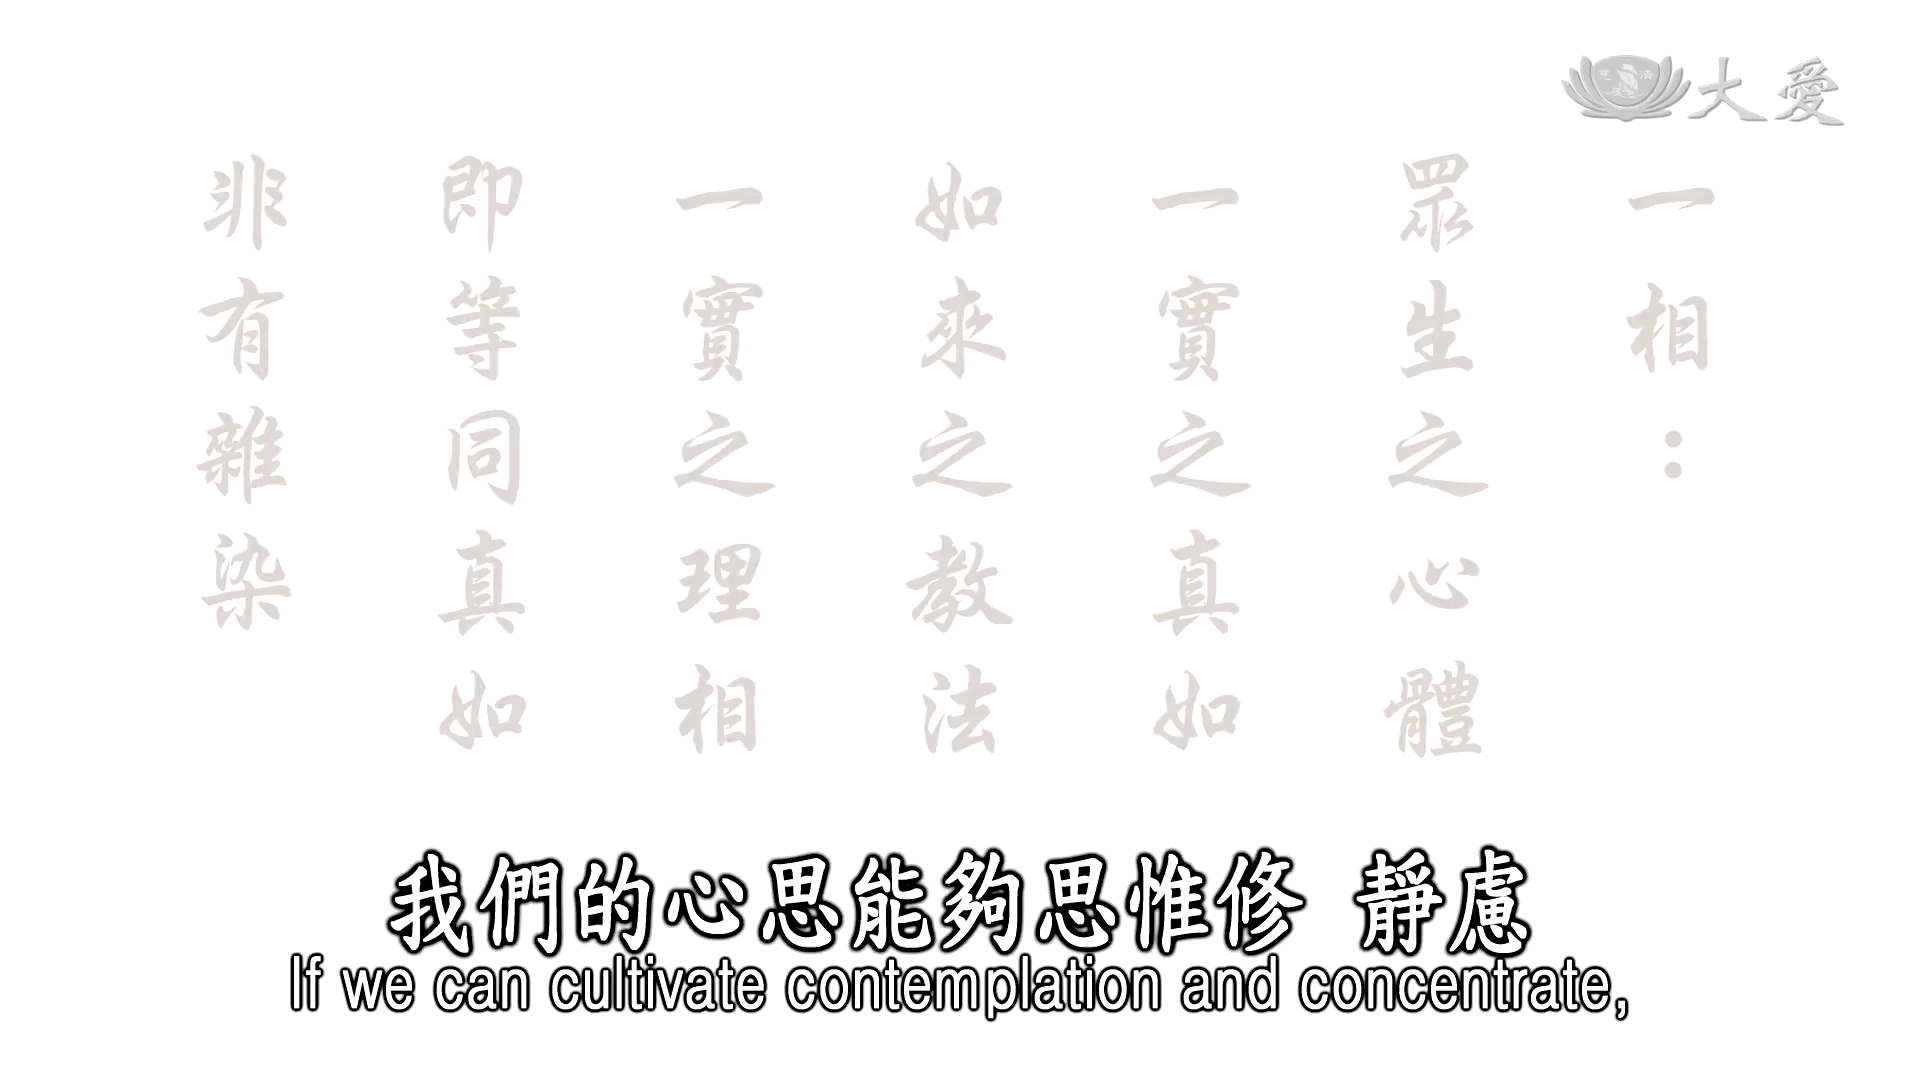 大愛
一相：
眾生之心體
一實之真如
如來之教法
一實之理相
即等同真如
非有雜染
我們的心思能夠思惟修 靜慮
If we can cultivate contemplation and concentrate,